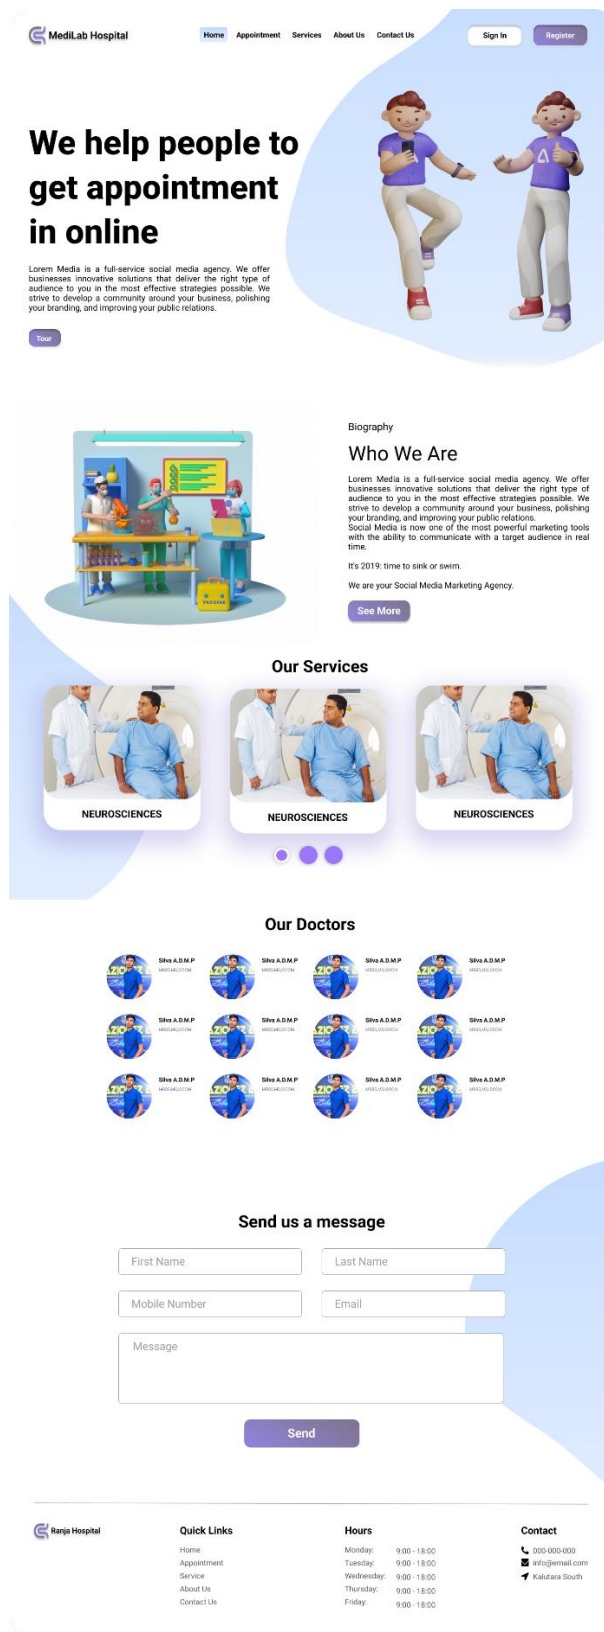 MediLab Hospital
Home Appointment Services About Us Contact Us
Sign In
Register
We help people to
get appointment
in online
Lorem Media is a full-service social media agency. We offer
businesses innovative solutions that deliver the right type of
audience to you in the most effective strategies possible. We
strive to develop a community around your business, polishing
your branding, and improving your public relations.
Tour
Biography
Who We Are
Lorem Media is a full-service social media agency. We offer
businesses innovative solutions that deliver the right type of
audience to you in the most effective strategies possible. We
strive to develop a community around your business, polishing
your branding, and improving your public relations.
Social Media is now one of the most powerful marketing tools
with the ability to communicate with a target audience in real
time.
It's 2019: time to sink or swim.
We are your Social Media Marketing Agency.
See More
VACCINE
Our Services
NEUROSCIENCES
NEUROSCIENCES
NEUROSCIENCES
Our Doctors
Silva A.D.M.P Silva A.D.M.P Silva A.D.M.P Silva A.D.M.P
Silva A.D.M.P Silva A.D.M.P Silva A.D.M.P Silva A.D.M.P
Silva A.D.M.P Silva A.D.M.P Silva A.D.M.P Silva A.D.M.P
Send us a message
First Name
Last Name
Mobile Number
Email
Message
Send
Ranja Hospital
Quick Links
Home
Appointment
Service
About Us
Contact Us
Hours
Monday: 9:00 - 18:00
Tuesday: 9:00 - 18:00
Wednesday: 9:00 - 18:00
Thursday: 9:00 - 18:00
Friday: 9:00 - 18:00
Contact
000-000-000
info@email.com
Kalutara South